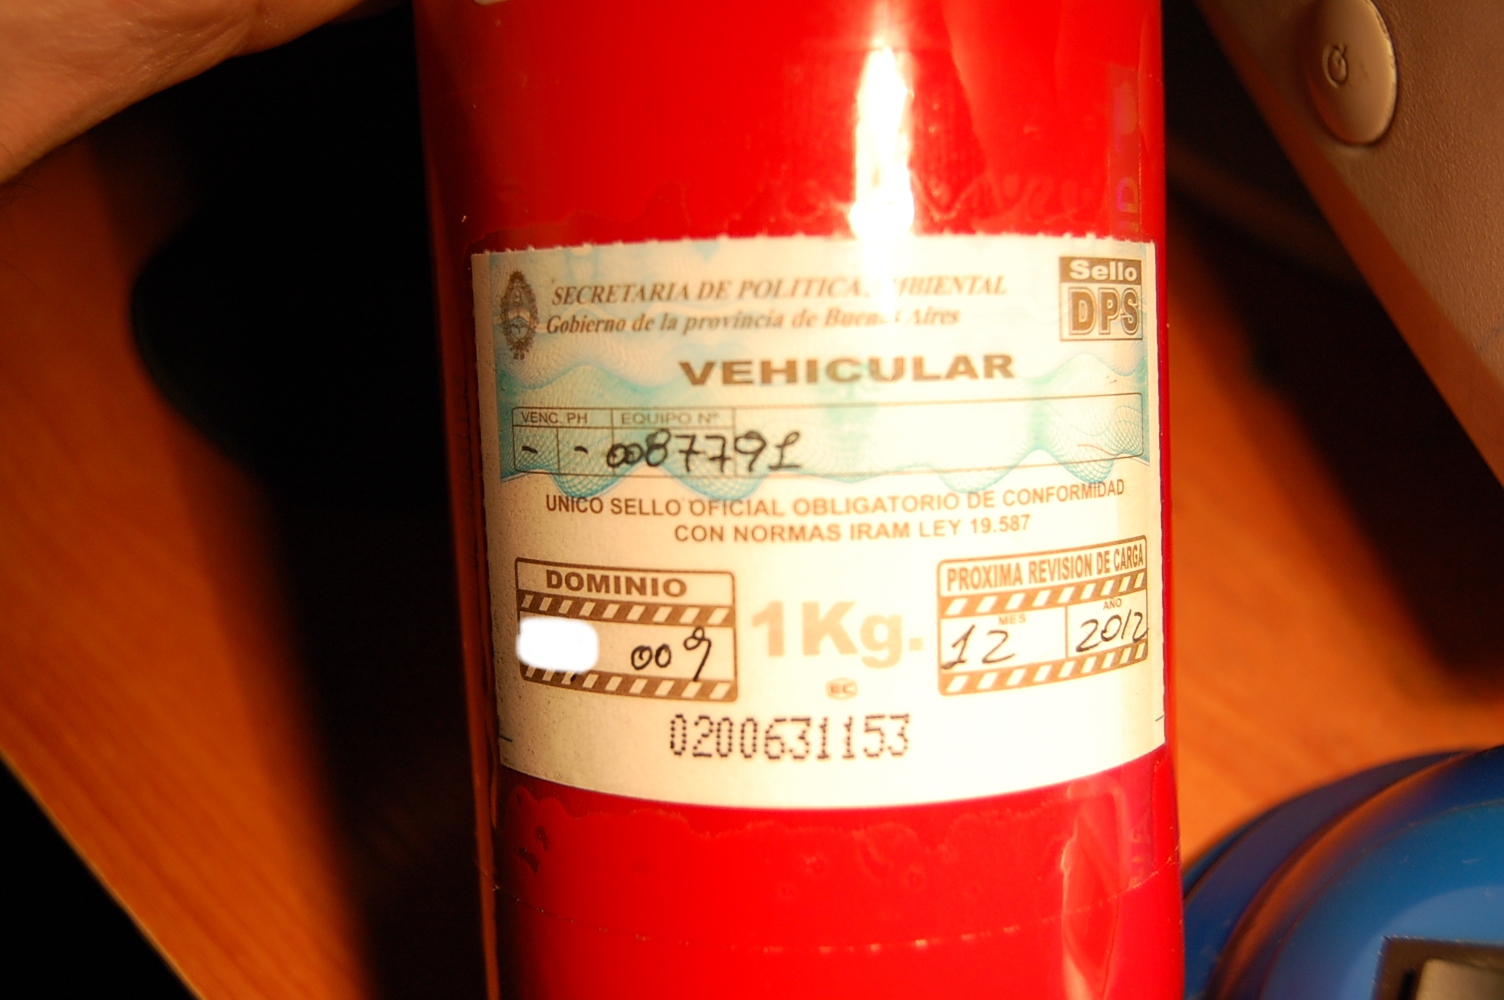 SECRETARIA DE POLITICA AMBIENTAL
Gobierno de la provincia de Buenos Aires
Sello
DPS
VEHICULAR
VENC. PH EQUIPO Nº
- - 0087791
UNICO SELLO OFICIAL OBLIGATORIO DE CONFORMIDAD
CON NORMAS IRAM LEY 19.587
DOMINIO
009
1Kg.
EC
PROXIMA REVISION DE CARGA
MES AÑO
12 2012
0200631153